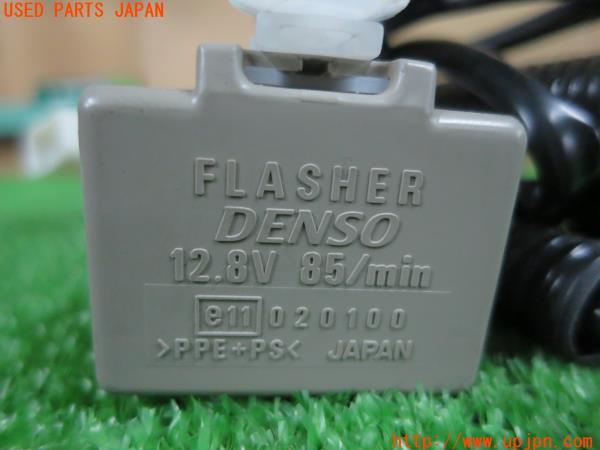 USED PARTS JAPAN
FLASHER
DENSO
12.8V 85/min
e11 020100
>PPE+PS< JAPAN
http://www.upjpn.com/